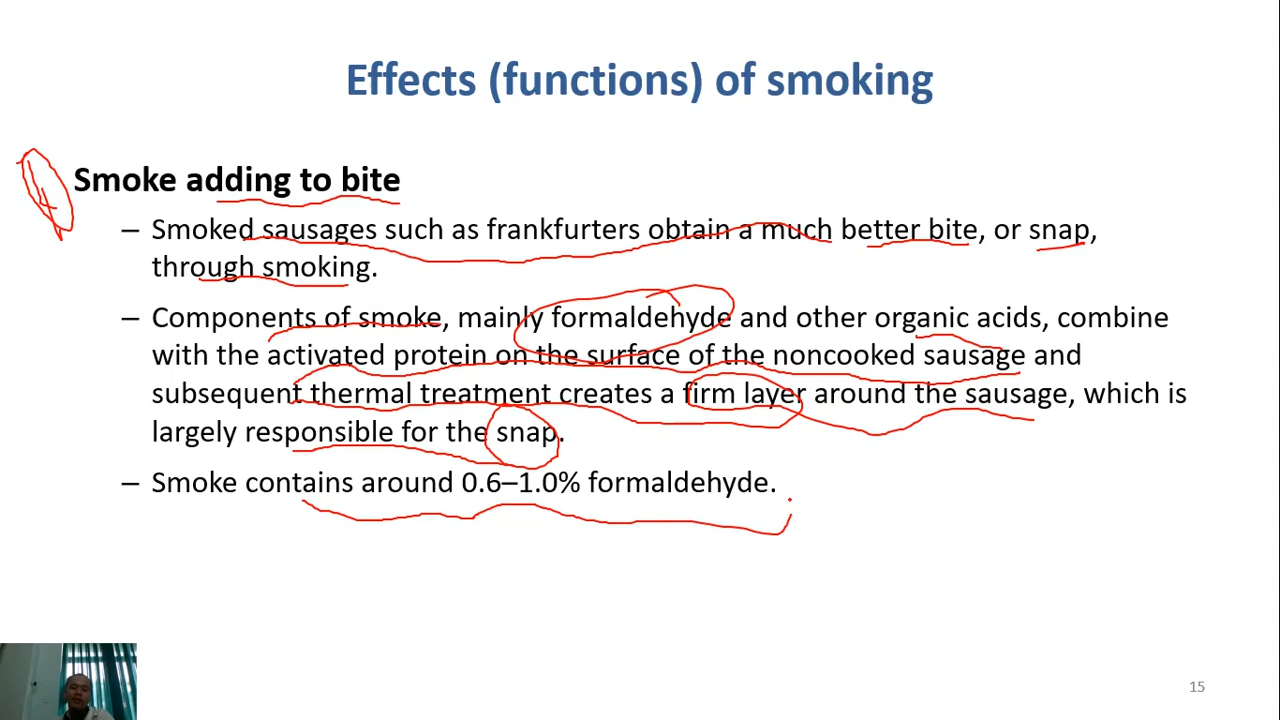 Effects (functions) of smoking
4
Smoke adding to bite
– Smoked sausages such as frankfurters obtain a much better bite, or snap,
through smoking.
– Components of smoke, mainly formaldehyde and other organic acids, combine
with the activated protein on the surface of the noncooked sausage and
subsequent thermal treatment creates a firm layer around the sausage, which is
largely responsible for the snap.
– Smoke contains around 0.6–1.0% formaldehyde.
15